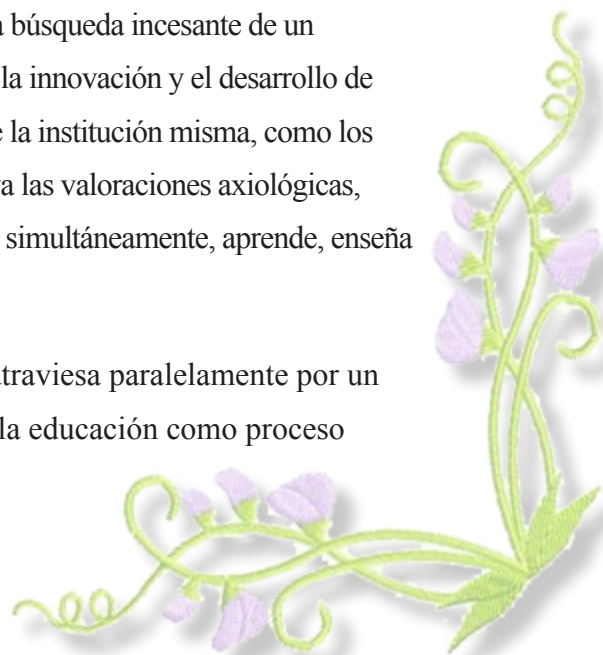 búsqueda incesante de un
la innovación y el desarrollo de
la institución misma, como los
las valoraciones axiológicas,
simultáneamente, aprende, enseña
atraviesa paralelamente por un
la educación como proceso